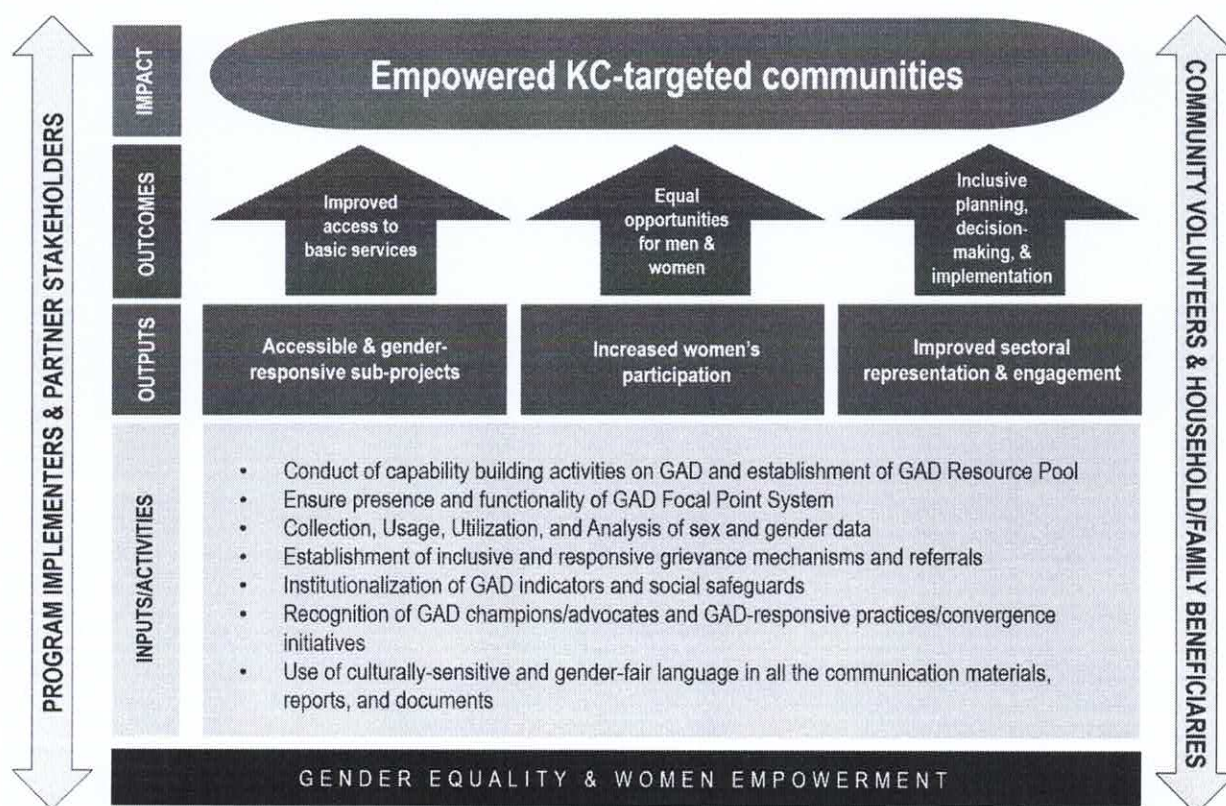 PROGRAM IMPLEMENTERS & PARTNER STAKEHOLDERS
IMPACT
Empowered KC-targeted communities
OUTCOMES
Improved
access to
basic services
Equal
opportunities
for men &
women
Inclusive
planning,
decision-
making, &
implementation
OUTPUTS
Accessible & gender-
responsive sub-projects
Increased women's
participation
Improved sectoral
representation & engagement
INPUTS/ACTIVITIES
• Conduct of capability building activities on GAD and establishment of GAD Resource Pool
• Ensure presence and functionality of GAD Focal Point System
• Collection, Usage, Utilization, and Analysis of sex and gender data
• Establishment of inclusive and responsive grievance mechanisms and referrals
• Institutionalization of GAD indicators and social safeguards
• Recognition of GAD champions/advocates and GAD-responsive practices/convergence
initiatives
• Use of culturally-sensitive and gender-fair language in all the communication materials,
reports, and documents
GENDER EQUALITY & WOMEN EMPOWERMENT
COMMUNITY VOLUNTEERS & HOUSEHOLD/FAMILY BENEFICIARIES